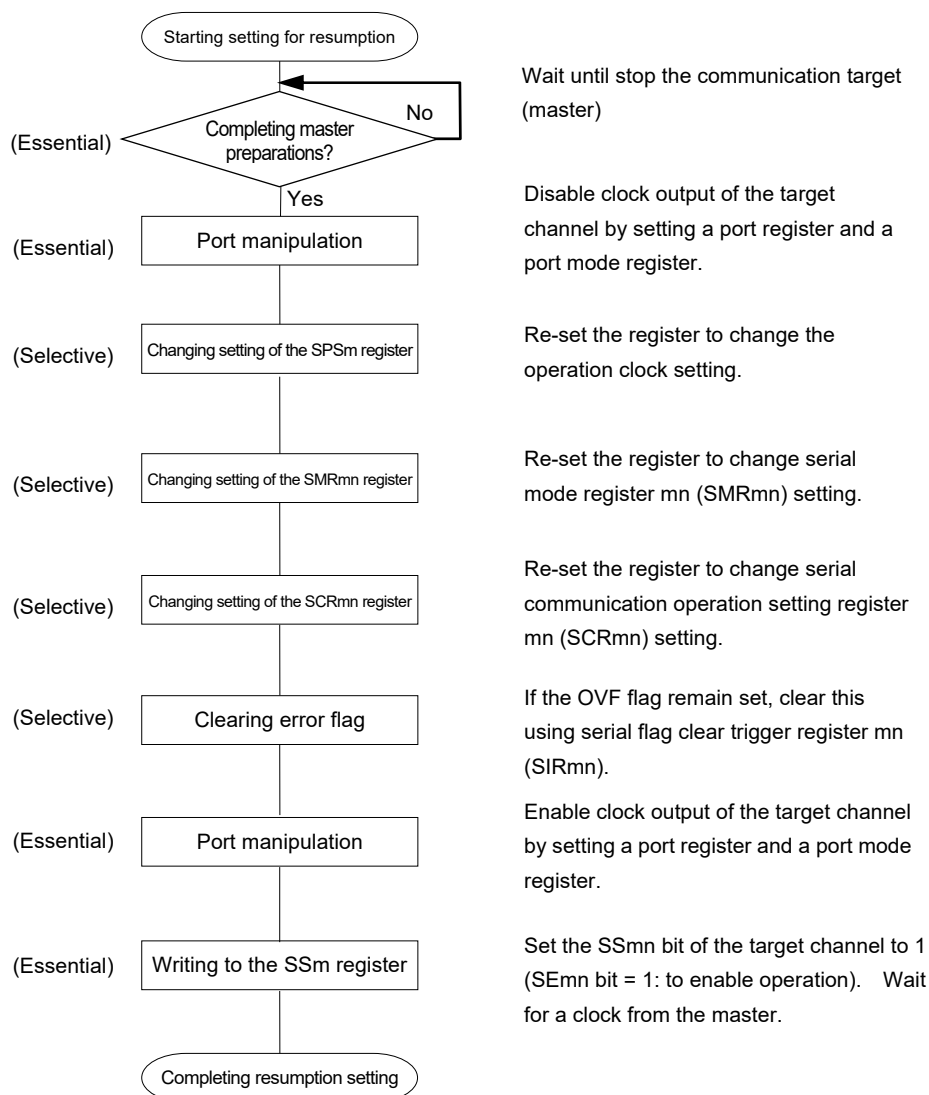 Starting setting for resumption
Wait until stop the communication target
(master)
No
(Essential)
Completing master
preparations?
Yes
Disable clock output of the target
channel by setting a port register and a
port mode register.
(Essential)
Port manipulation
(Selective)
Changing setting of the SPSm register
Re-set the register to change the
operation clock setting.
(Selective)
Changing setting of the SMRmn register
Re-set the register to change serial
mode register mn (SMRmn) setting.
(Selective)
Changing setting of the SCRmn register
Re-set the register to change serial
communication operation setting register
mn (SCRmn) setting.
(Selective)
Clearing error flag
If the OVF flag remain set, clear this
using serial flag clear trigger register mn
(SIRmn).
(Essential)
Port manipulation
Enable clock output of the target channel
by setting a port register and a port mode
register.
(Essential)
Writing to the SSm register
Set the SSmn bit of the target channel to 1
(SEmn bit = 1: to enable operation). Wait
for a clock from the master.
Completing resumption setting